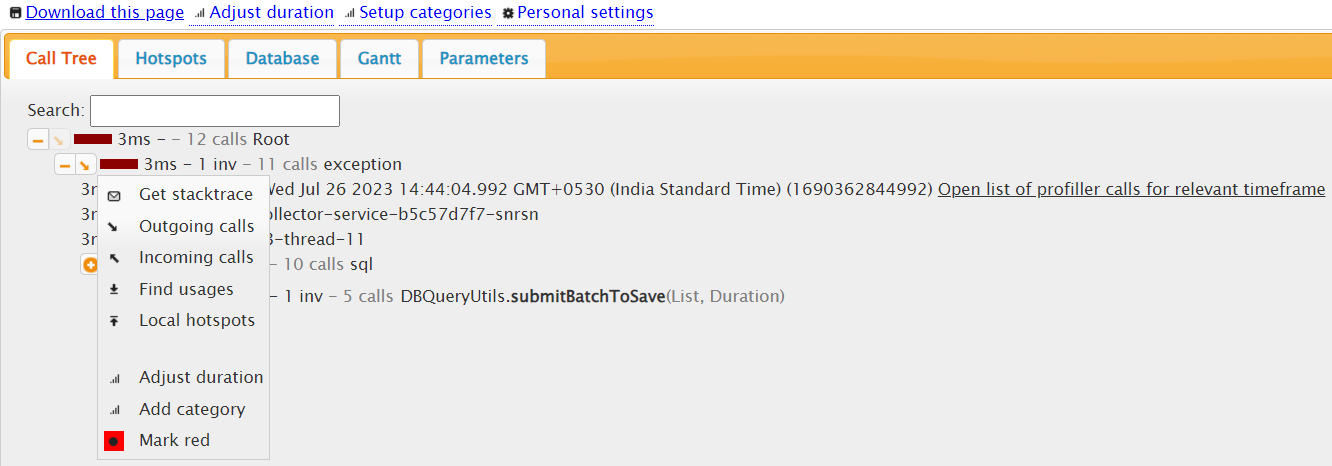 Download this page Adjust duration Setup categories Personal settings
Call Tree Hotspots Database Gantt Parameters
Search:
3ms - - 12 calls Root
3ms - 1 inv - 11 calls exception
Wed Jul 26 2023 14:44:04.992 GMT+0530 (India Standard Time) (1690362844992) Open list of profiller calls for relevant timeframe
Get stacktrace
ollector-service-b5c57d7f7-snrsn
Outgoing calls
-thread-11
Incoming calls
- 10 calls sql
Find usages
- 1 inv - 5 calls DBQueryUtils.submitBatchToSave(List, Duration)
Local hotspots
Adjust duration
Add category
Mark red